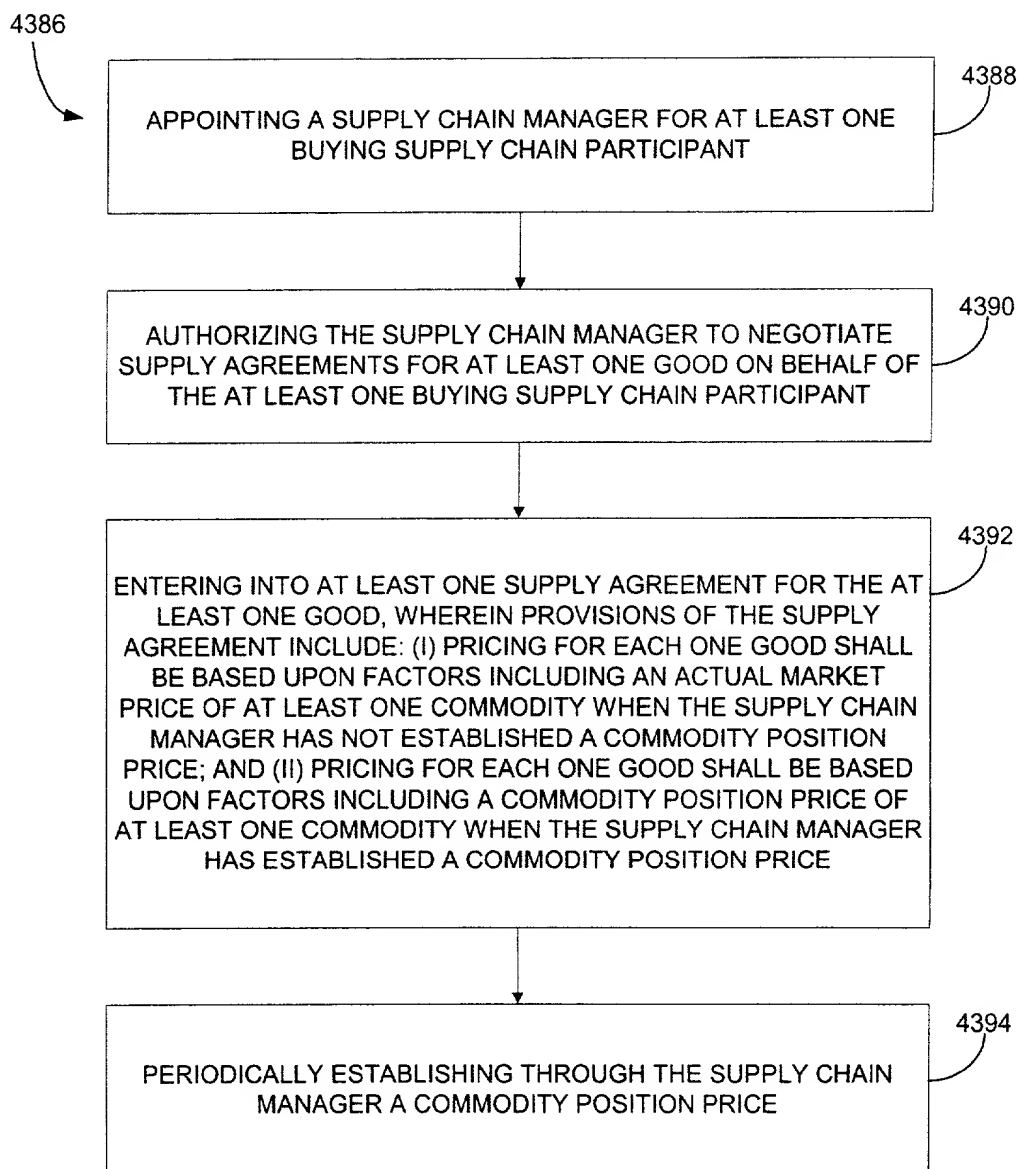 4386
4388
APPOINTING A SUPPLY CHAIN MANAGER FOR AT LEAST ONE
BUYING SUPPLY CHAIN PARTICIPANT
4390
AUTHORIZING THE SUPPLY CHAIN MANAGER TO NEGOTIATE
SUPPLY AGREEMENTS FOR AT LEAST ONE GOOD ON BEHALF OF
THE AT LEAST ONE BUYING SUPPLY CHAIN PARTICIPANT
4392
ENTERING INTO AT LEAST ONE SUPPLY AGREEMENT FOR THE AT
LEAST ONE GOOD, WHEREIN PROVISIONS OF THE SUPPLY
AGREEMENT INCLUDE: (I) PRICING FOR EACH ONE GOOD SHALL
BE BASED UPON FACTORS INCLUDING AN ACTUAL MARKET
PRICE OF AT LEAST ONE COMMODITY WHEN THE SUPPLY CHAIN
MANAGER HAS NOT ESTABLISHED A COMMODITY POSITION
PRICE; AND (II) PRICING FOR EACH ONE GOOD SHALL BE BASED
UPON FACTORS INCLUDING A COMMODITY POSITION PRICE OF
AT LEAST ONE COMMODITY WHEN THE SUPPLY CHAIN MANAGER
HAS ESTABLISHED A COMMODITY POSITION PRICE
4394
PERIODICALLY ESTABLISHING THROUGH THE SUPPLY CHAIN
MANAGER A COMMODITY POSITION PRICE